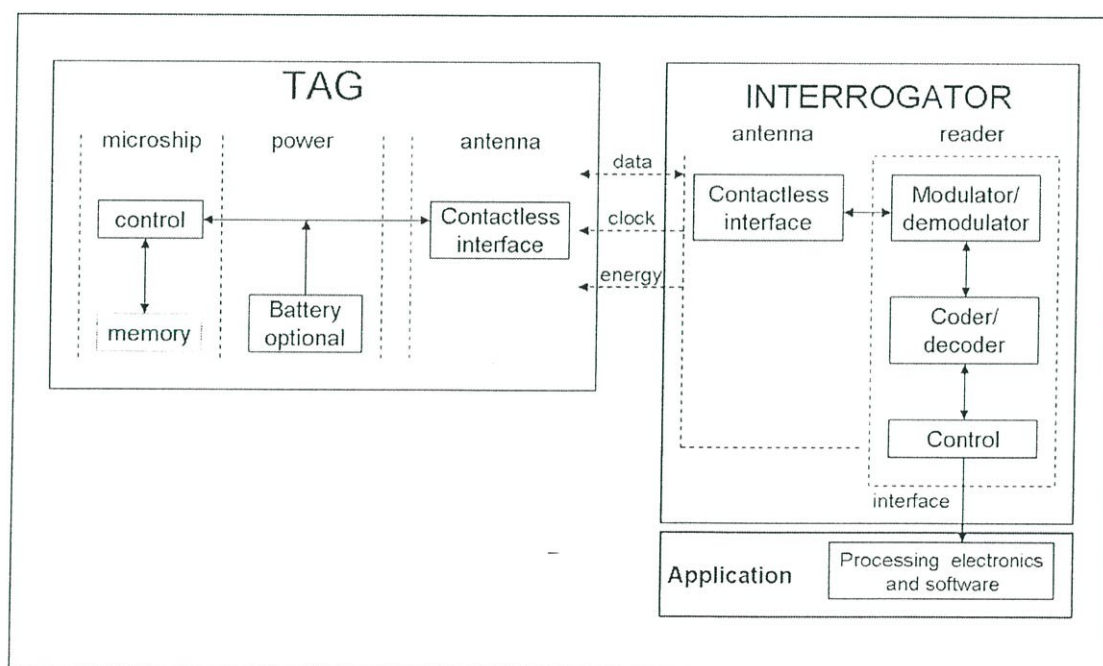 TAG
microship
power
antenna
control
memory
Battery
optional
Contactless
interface
data
clock
energy
INTERROGATOR
antenna
reader
Contactless
interface
Modulator/
demodulator
Coder/
decoder
Control
interface
Application
Processing electronics
and software